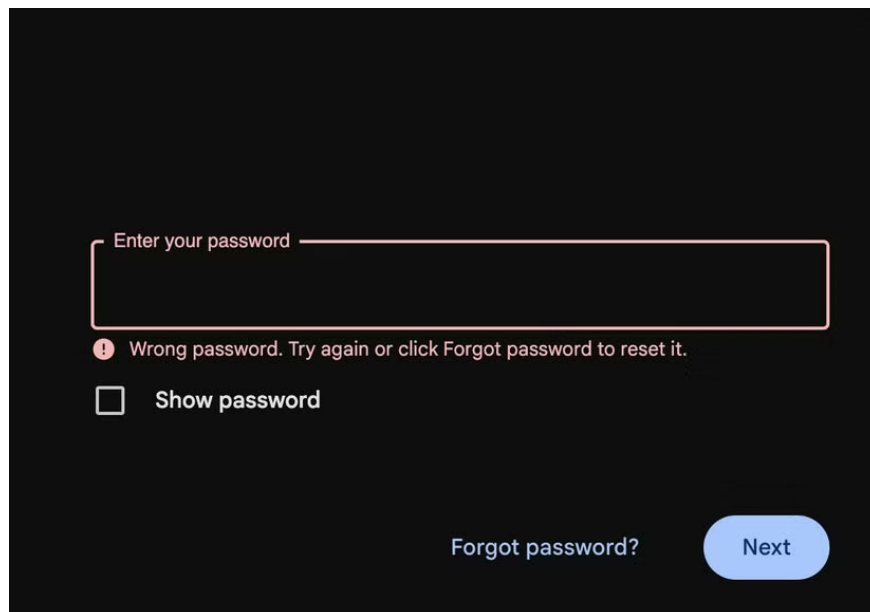 Enter your password
Wrong password. Try again or click Forgot password to reset it.
Show password
Forgot password?
Next